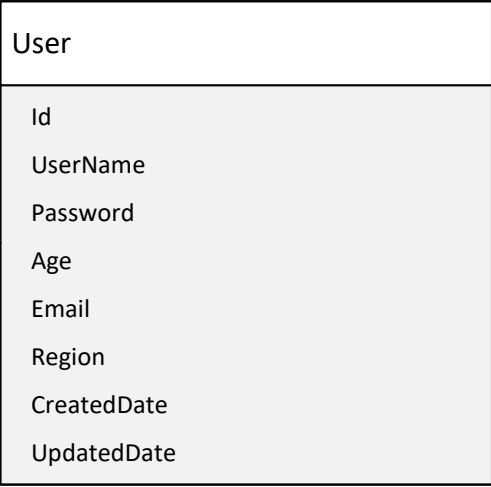 User
Id
UserName
Password
Age
Email
Region
CreatedDate
UpdatedDate